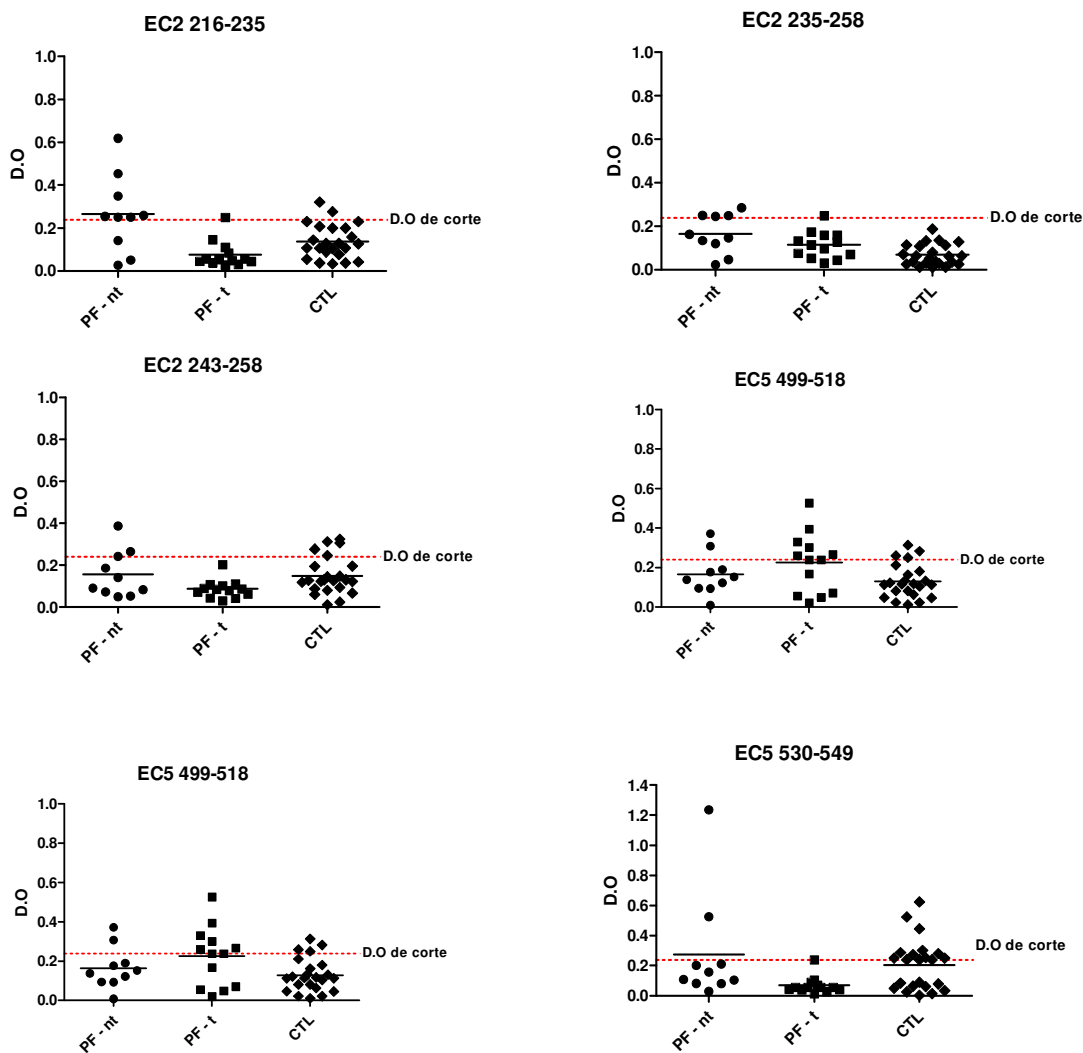 EC2 216-235
1.0
0.8
0.6
0.4
0.2
0.0
D.O
D.O de corte
PF - nt
PF - t
CTL
EC2 235-258
1.0
0.8
0.6
0.4
0.2
0.0
D.O
D.O de corte
PF - nt
PF - t
CTL
EC2 243-258
1.0
0.8
0.6
0.4
0.2
0.0
D.O
D.O de corte
PF - nt
PF - t
CTL
EC5 499-518
1.0
0.8
0.6
0.4
0.2
0.0
D.O
D.O de corte
PF - nt
PF - t
CTL
EC5 499-518
1.0
0.8
0.6
0.4
0.2
0.0
D.O
D.O de corte
PF - nt
PF - t
CTL
EC5 530-549
1.4
1.2
1.0
0.8
0.6
0.4
0.2
0.0
D.O
D.O de corte
PF - nt
PF - t
CTL